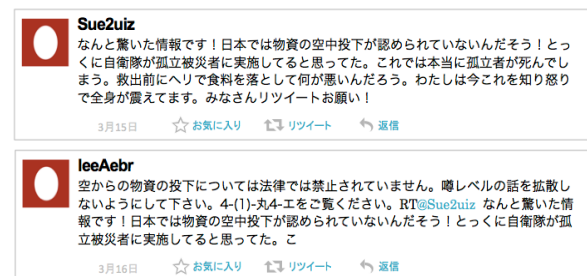 Sue2uiz
なんと驚いた情報です！日本では物資の空中投下が認められていないんだそう！とっ
くに自衛隊が孤立被災者に実施してると思ってた。これでは本当に孤立者が死んでし
まう。救出前にヘリで食料を落として何が悪いんだろう。わたしは今これを知り怒り
で全身が震えてます。みなさんリツイートお願い！
3月15日 お気に入り リツイート 返信
leeAebr
空からの物資の投下については法律では禁止されていません。噂レベルの話を拡散し
ないようにして下さい。4-(1)-丸4-エをご覧ください。RT@Sue2uiz なんと驚いた情
報です！日本では物資の空中投下が認められていないんだそう！とっくに自衛隊が孤
立被災者に実施してると思ってた。こ
3月16日 お気に入り リツイート 返信